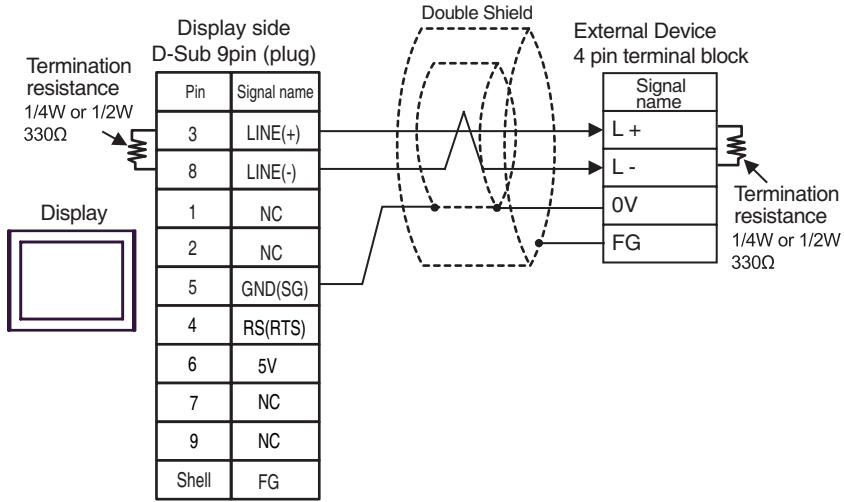 Double Shield
Display side
D-Sub 9pin (plug)
External Device
4 pin terminal block
Termination
resistance
1/4W or 1/2W
330Ω
Pin Signal name
3 LINE(+)
8 LINE(-)
1 NC
2 NC
5 GND(SG)
4 RS(RTS)
6 5V
7 NC
9 NC
Shell FG
Display
Signal
name
L +
L -
0V
FG
Termination
resistance
1/4W or 1/2W
330Ω